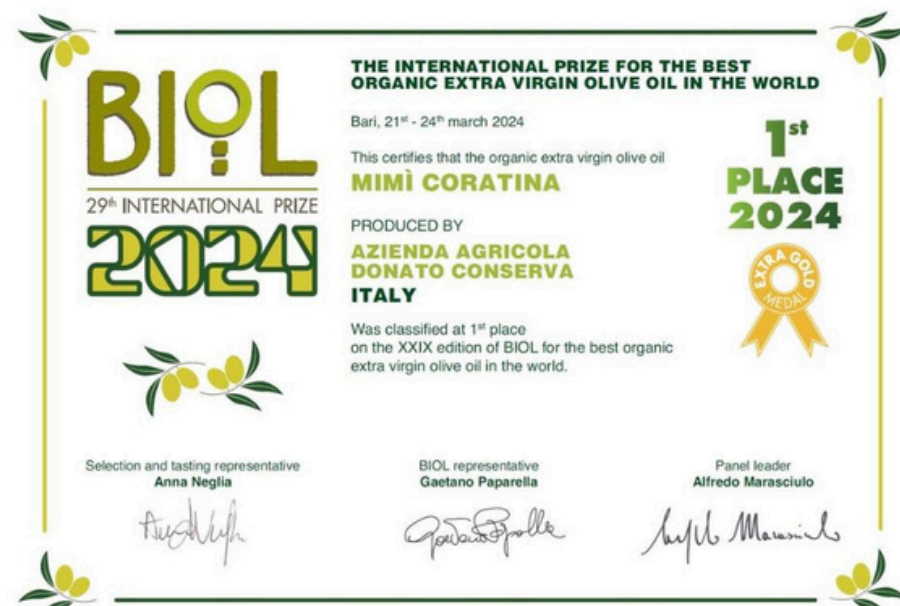 BIOL
29th INTERNATIONAL PRIZE
2024
THE INTERNATIONAL PRIZE FOR THE BEST
ORGANIC EXTRA VIRGIN OLIVE OIL IN THE WORLD
Bari, 21st - 24th march 2024
This certifies that the organic extra virgin olive oil
MIMÌ CORATINA
PRODUCED BY
AZIENDA AGRICOLA
DONATO CONSERVA
ITALY
Was classified at 1st place
on the XXIX edition of BIOL for the best organic
extra virgin olive oil in the world.
1st
PLACE
2024
EXTRA GOLD
MEDAL
Selection and tasting representative
Anna Neglia
BIOL representative
Gaetano Paparella
Panel leader
Alfredo Marasciulo